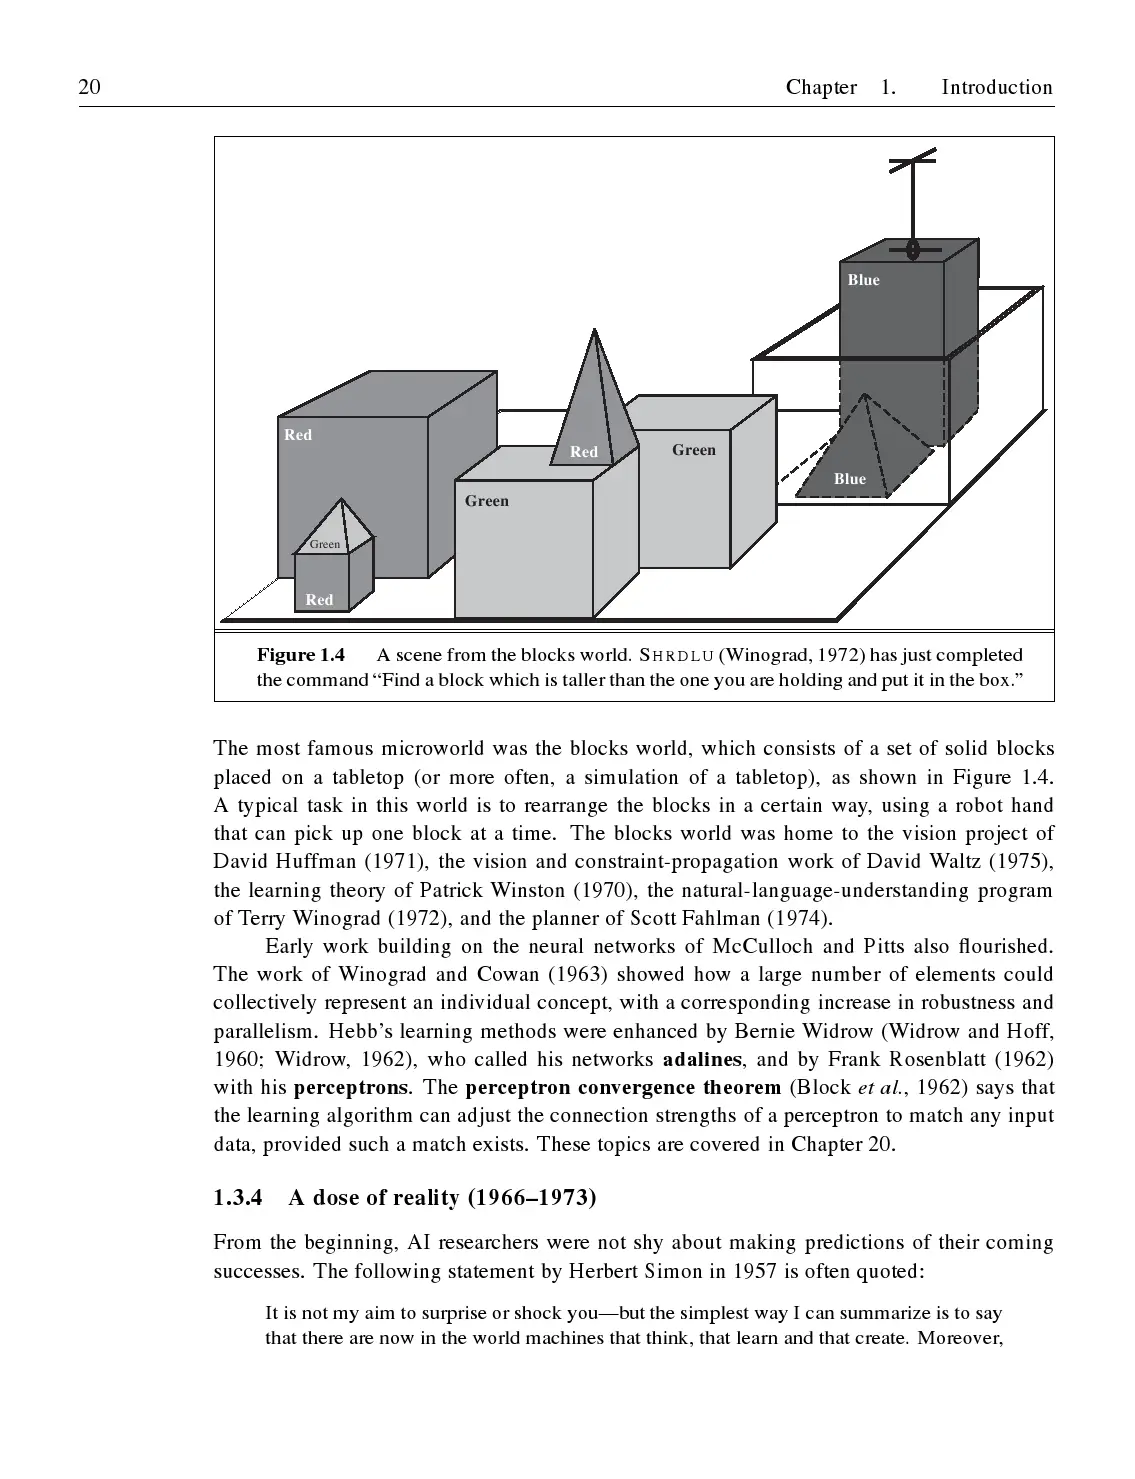 20 Chapter 1. Introduction
Blue
Red
Red
Green
Blue
Green
Green
Red
Figure 1.4 A scene from the blocks world. SHRDLU (Winograd, 1972) has just completed
the command “Find a block which is taller than the one you are holding and put it in the box.”
The most famous microworld was the blocks world, which consists of a set of solid blocks
placed on a tabletop (or more often, a simulation of a tabletop), as shown in Figure 1.4.
A typical task in this world is to rearrange the blocks in a certain way, using a robot hand
that can pick up one block at a time. The blocks world was home to the vision project of
David Huffman (1971), the vision and constraint-propagation work of David Waltz (1975),
the learning theory of Patrick Winston (1970), the natural-language-understanding program
of Terry Winograd (1972), and the planner of Scott Fahlman (1974).
Early work building on the neural networks of McCulloch and Pitts also flourished.
The work of Winograd and Cowan (1963) showed how a large number of elements could
collectively represent an individual concept, with a corresponding increase in robustness and
parallelism. Hebb’s learning methods were enhanced by Bernie Widrow (Widrow and Hoff,
1960; Widrow, 1962), who called his networks adalines, and by Frank Rosenblatt (1962)
with his perceptrons. The perceptron convergence theorem (Block et al., 1962) says that
the learning algorithm can adjust the connection strengths of a perceptron to match any input
data, provided such a match exists. These topics are covered in Chapter 20.
1.3.4 A dose of reality (1966–1973)
From the beginning, AI researchers were not shy about making predictions of their coming
successes. The following statement by Herbert Simon in 1957 is often quoted:
It is not my aim to surprise or shock you—but the simplest way I can summarize is to say
that there are now in the world machines that think, that learn and that create. Moreover,